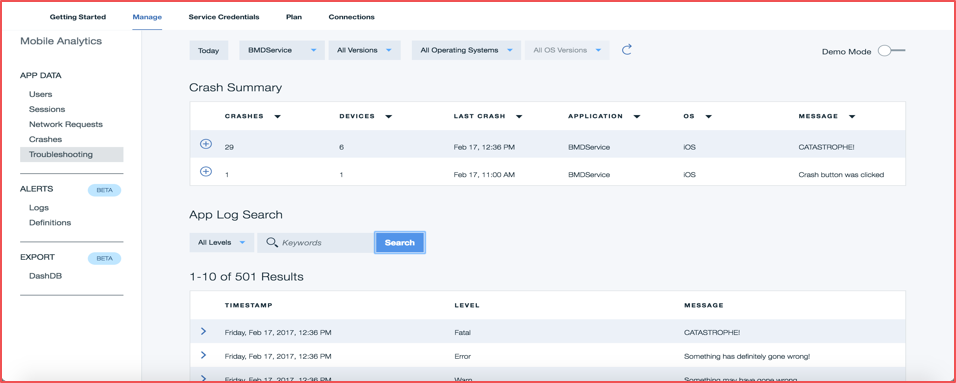 Getting Started Manage Service Credentials Plan Connections
Mobile Analytics
Today BMDService All Versions All Operating Systems All OS Versions Demo Mode
APP DATA
Users
Sessions
Network Requests
Crashes
Troubleshooting
ALERTS BETA
Logs
Definitions
EXPORT BETA
DashDB
Crash Summary
CRASHES DEVICES LAST CRASH APPLICATION OS MESSAGE
29 6 Feb 17, 12:36 PM BMDService iOS CATASTROPHE!
1 1 Feb 17, 11:00 AM BMDService iOS Crash button was clicked
App Log Search
All Levels Keywords Search
1-10 of 501 Results
TIMESTAMP LEVEL MESSAGE
Friday, Feb 17, 2017, 12:36 PM Fatal CATASTROPHE!
Friday, Feb 17, 2017, 12:36 PM Error Something has definitely gone wrong!
Friday, Feb 17, 2017, 12:36 PM Warn Something may have gone wrong